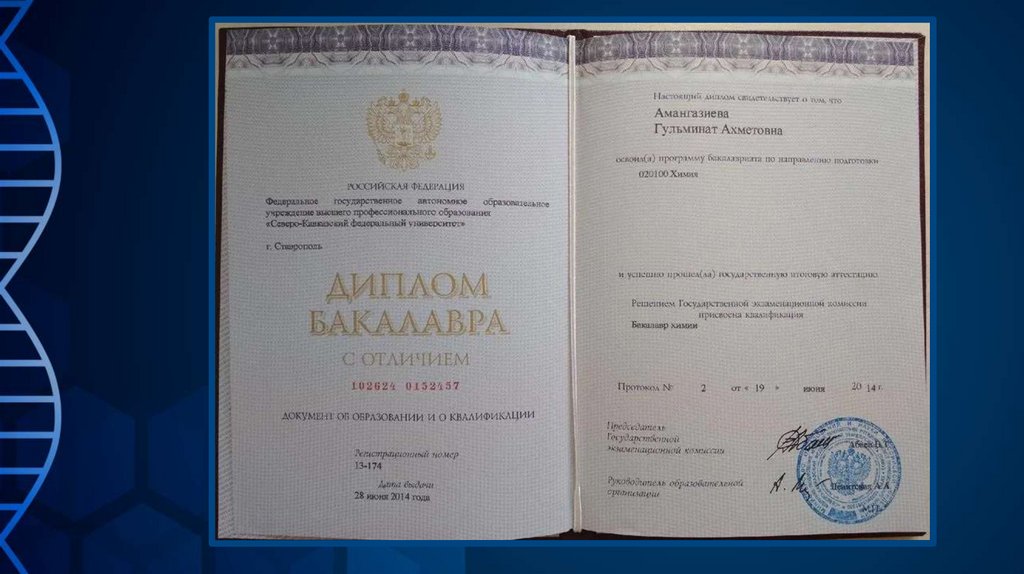 РОССИЙСКАЯ ФЕДЕРАЦИЯ
Федеральное государственное автономное образовательное
учреждение высшего профессионального образования
«Северо-Кавказский федеральный университет»
г. Ставрополь
ДИПЛОМ
БАКАЛАВРА
С ОТЛИЧИЕМ
102624 0152457
ДОКУМЕНТ ОБ ОБРАЗОВАНИИ И О КВАЛИФИКАЦИИ
Регистрационный номер
13-174
Дата выдачи
28 июня 2014 года
Настоящий диплом свидетельствует о том, что
Амангазиева
Гульминат Ахметовна
освоил(а) программу бакалавриата по направлению подготовки
020100 Химия
и успешно прошел(ла) государственную итоговую аттестацию
Решением Государственной экзаменационной комиссии
присвоена квалификация
Бакалавр химии
Протокол № 2 от « 19 » июня 20 14 г.
Председатель
Государственной
экзаменационной комиссии
Руководитель образовательной
организации